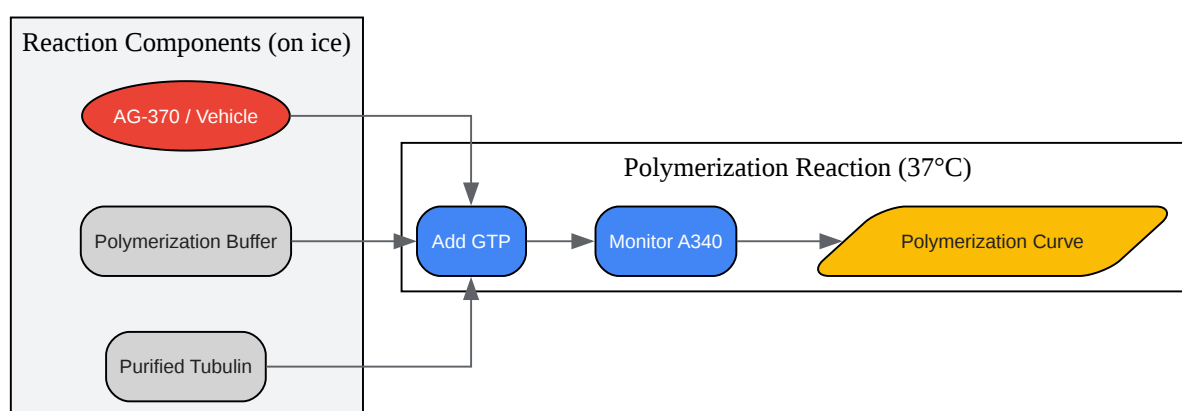 Reaction Components (on ice)
AG-370 / Vehicle
Polymerization Reaction (37°C)
Polymerization Buffer
Add GTP
Monitor A340
Polymerization Curve
Purified Tubulin